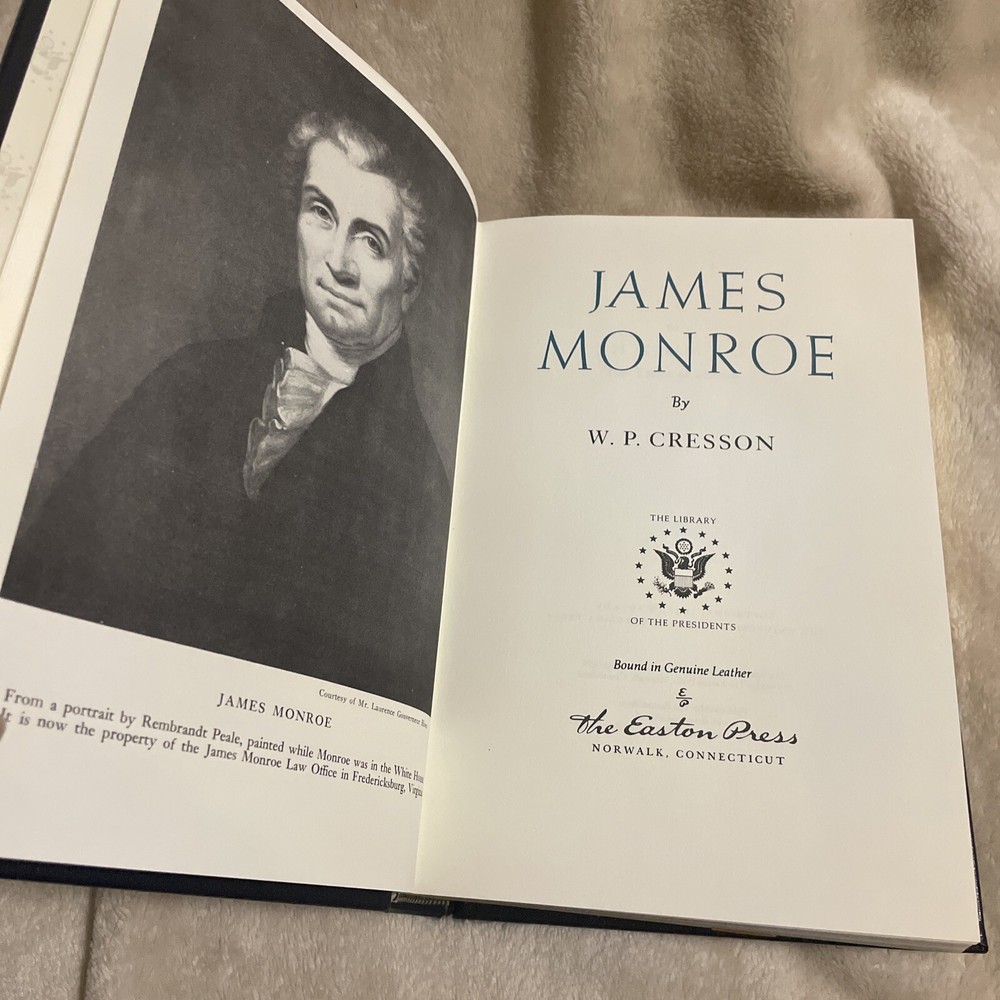 Courtesy of Mr. Laurence Gouverneur
JAMES MONROE
From a portrait by Rembrandt Peale, painted while Monroe was in the White
It is now the property of the James Monroe Law Office in Fredericksburg,
JAMES
MONROE
By
W. P. CRESSON
THE LIBRARY
OF THE PRESIDENTS
Bound in Genuine Leather
The Easton Press
NORWALK, CONNECTICUT